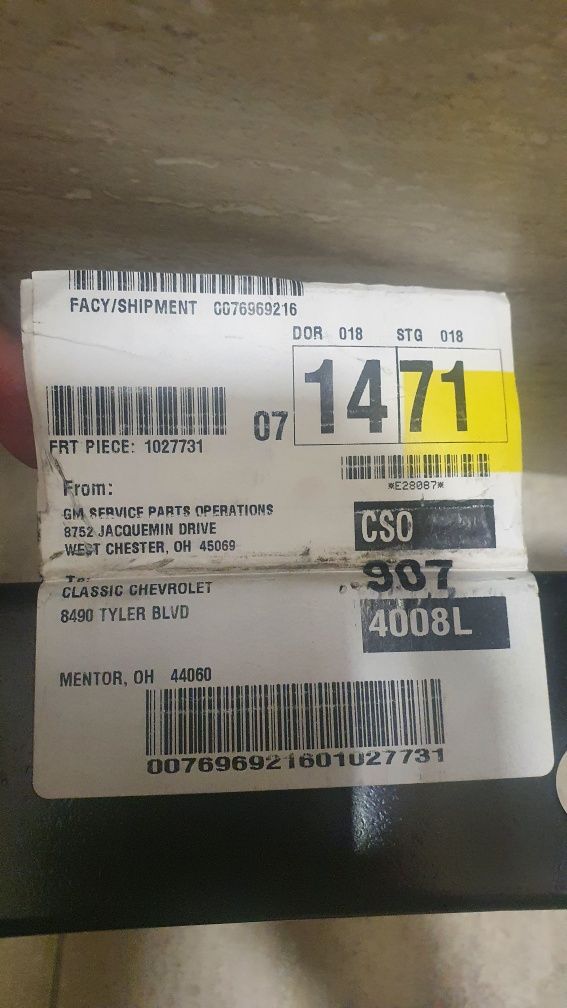 FACY/SHIPMENT 0076969216
DOR 018 STG 018
07 14 71
FRT PIECE: 1027731
*E28087*
From:
GM SERVICE PARTS OPERATIONS
8752 JACQUEMIN DRIVE
WEST CHESTER, OH 45069
CSO
To:
CLASSIC CHEVROLET
8490 TYLER BLVD
907
4008L
MENTOR, OH 44060
007696921601027731